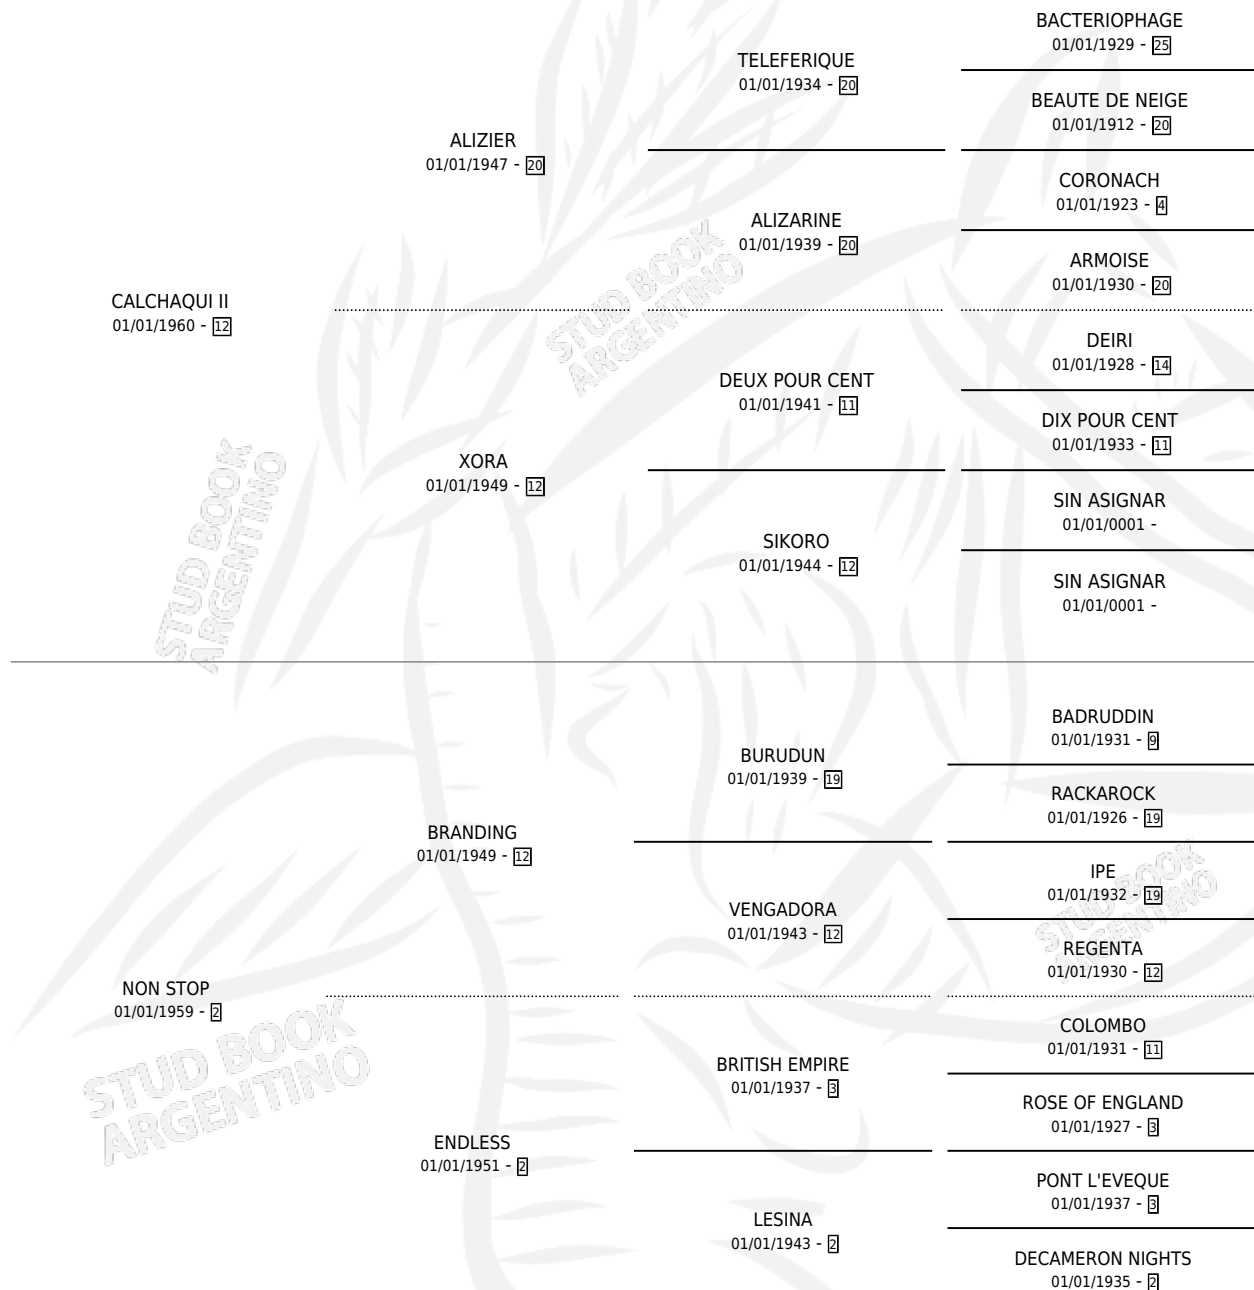 BACTERIOPHAGE
01/01/1929 - 25
TELEFERIQUE
01/01/1934 - 20
BEAUTE DE NEIGE
01/01/1912 - 20
ALIZIER
01/01/1947 - 20
CORONACH
01/01/1923 - 4
ALIZARINE
01/01/1939 - 20
ARMOISE
01/01/1930 - 20
CALCHAQUI II
01/01/1960 - 12
DEIRI
01/01/1928 - 14
DEUX POUR CENT
01/01/1941 - 11
DIX POUR CENT
01/01/1933 - 11
XORA
01/01/1949 - 12
SIN ASIGNAR
01/01/0001 -
SIKORO
01/01/1944 - 12
SIN ASIGNAR
01/01/0001 -
BADRUDDIN
01/01/1931 - 9
BURUDUN
01/01/1939 - 19
RACKAROCK
01/01/1926 - 19
BRANDING
01/01/1949 - 12
IPE
01/01/1932 - 19
VENGADORA
01/01/1943 - 12
REGENTA
01/01/1930 - 12
NON STOP
01/01/1959 - 2
COLOMBO
01/01/1931 - 11
BRITISH EMPIRE
01/01/1937 - 3
ROSE OF ENGLAND
01/01/1927 - 3
ENDLESS
01/01/1951 - 2
PONT L'EVEQUE
01/01/1937 - 3
LESINA
01/01/1943 - 2
DECAMERON NIGHTS
01/01/1935 - 2
STUD BOOK
ARGENTINO
STUD BOOK
ARGENTINO
STUD BOOK
ARGENTINO
STUD BOOK
ARGENTINO